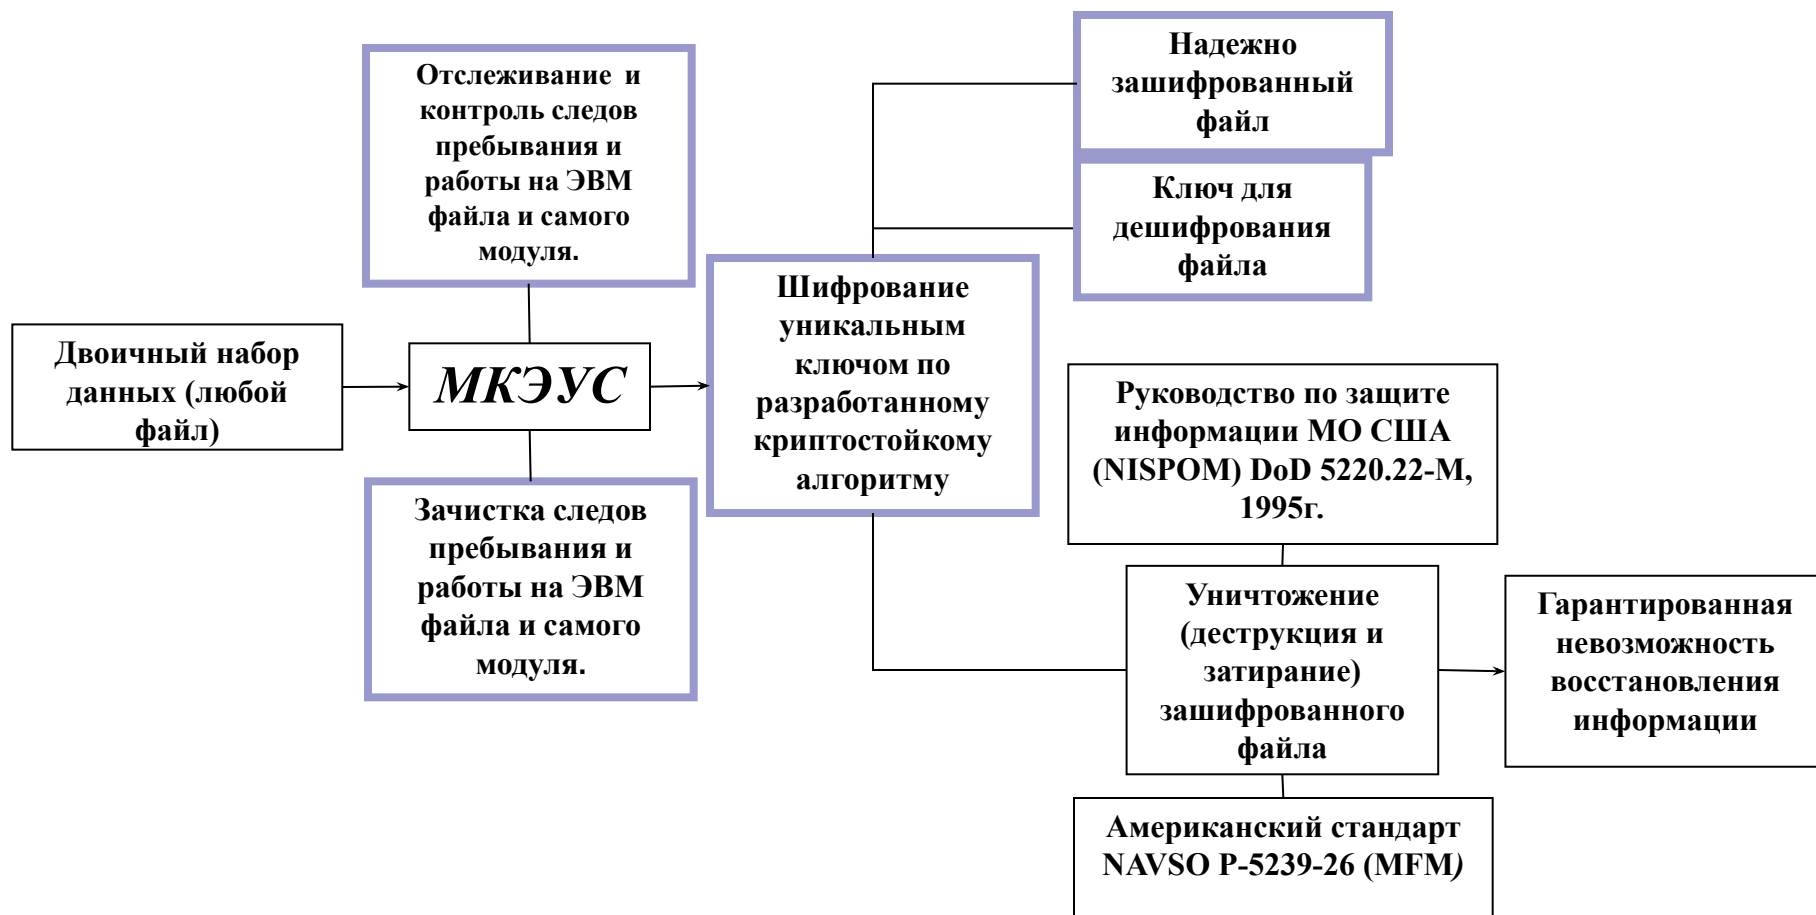 Двоичный набор
данных (любой
файл)
Отслеживание и
контроль следов
пребывания и
работы на ЭВМ
файла и самого
модуля.
МКЭУС
Зачистка следов
пребывания и
работы на ЭВМ
файла и самого
модуля.
Шифрование
уникальным
ключом по
разработанному
криптостойкому
алгоритму
Надежно
зашифрованный
файл
Ключ для
дешифрования
файла
Руководство по защите
информации МО США
(NISPOM) DoD 5220.22-M,
1995г.
Уничтожение
(деструкция и
затирание)
зашифрованного
файла
Американский стандарт
NAVSO P-5239-26 (MFM)
Гарантированная
невозможность
восстановления
информации